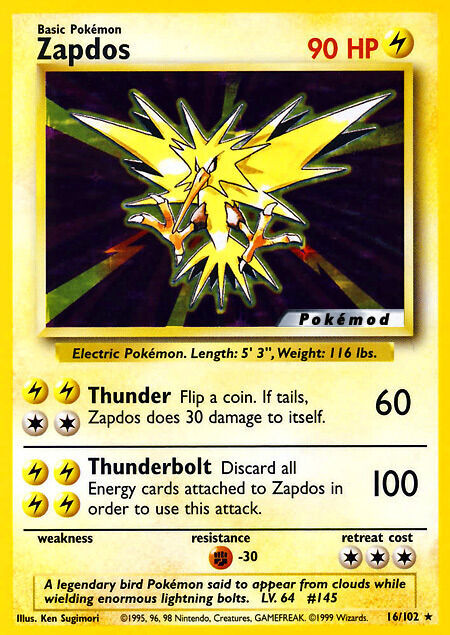 Basic Pokémon
Zapdos
90 HP
Pokémod
Electric Pokémon. Length: 5' 3", Weight: 116 lbs.
Thunder Flip a coin. If tails,
Zapdos does 30 damage to itself.
60
Thunderbolt Discard all
Energy cards attached to Zapdos in
order to use this attack.
100
weakness
resistance
retreat cost
-30
A legendary bird Pokémon said to appear from clouds while
wielding enormous lightning bolts. LV. 64 #145
Illus. Ken Sugimori ©1995, 96, 98 Nintendo, Creatures, GAMEFREAK. ©1999 Wizards. 16/102 ★